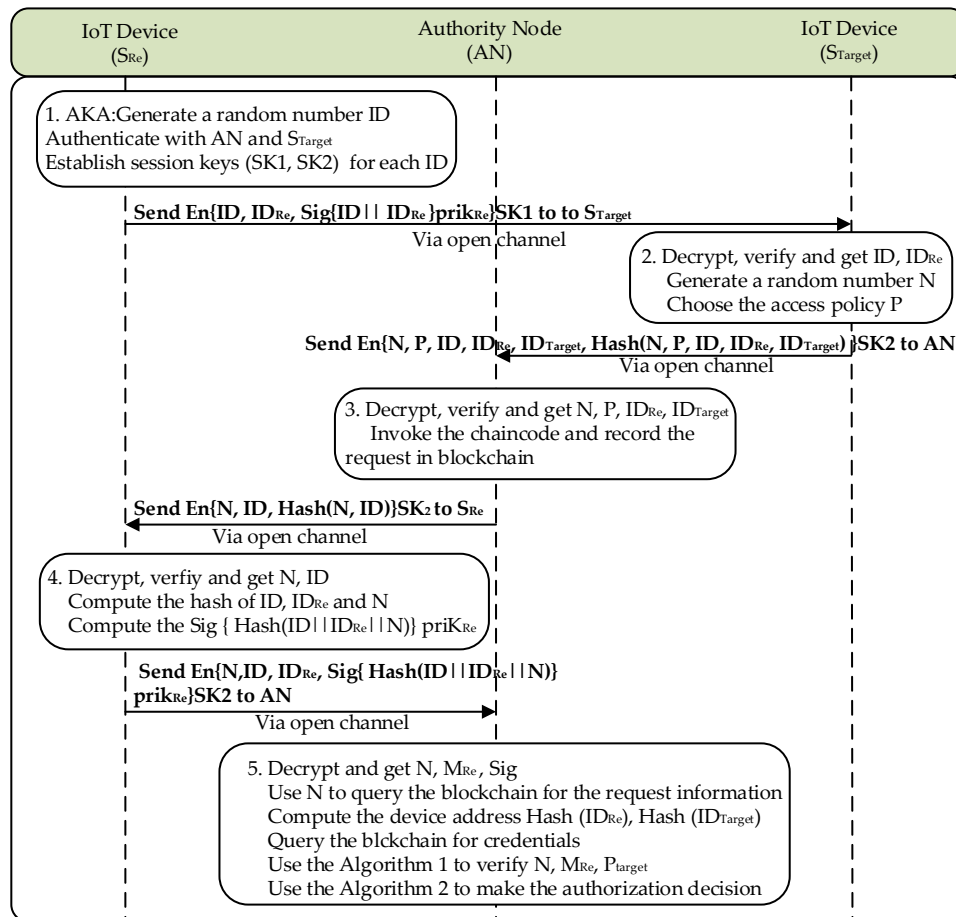 IoT Device
(SRe)
Authority Node
(AN)
IoT Device
(STarget)
1. AKA:Generate a random number ID
Authenticate with AN and STarget
Establish session keys (SK1, SK2) for each ID
Send En{ID, IDRe, Sig{ID|| IDRe}prikRe}SK1 to to STarget
Via open channel
2. Decrypt, verify and get ID, IDRe
Generate a random number N
Choose the access policy P
Send En{N, P, ID, IDRe, IDTarget, Hash(N, P, ID, IDRe, IDTarget) }SK2 to AN
Via open channel
3. Decrypt, verify and get N, P, IDRe, IDTarget
Invoke the chaincode and record the
request in blockchain
Send En{N, ID, Hash(N, ID)}SK2 to SRe
Via open channel
4. Decrypt, verfiy and get N, ID
Compute the hash of ID, IDRe and N
Compute the Sig { Hash(ID||IDRe||N)} priKRe
Send En{N,ID, IDRe, Sig{ Hash(ID||IDRe||N)}
prikRe}SK2 to AN
Via open channel
5. Decrypt and get N, MRe, Sig
Use N to query the blockchain for the request information
Compute the device address Hash (IDRe), Hash (IDTarget)
Query the blckchain for credentials
Use the Algorithm 1 to verify N, MRe, Ptarget
Use the Algorithm 2 to make the authorization decision